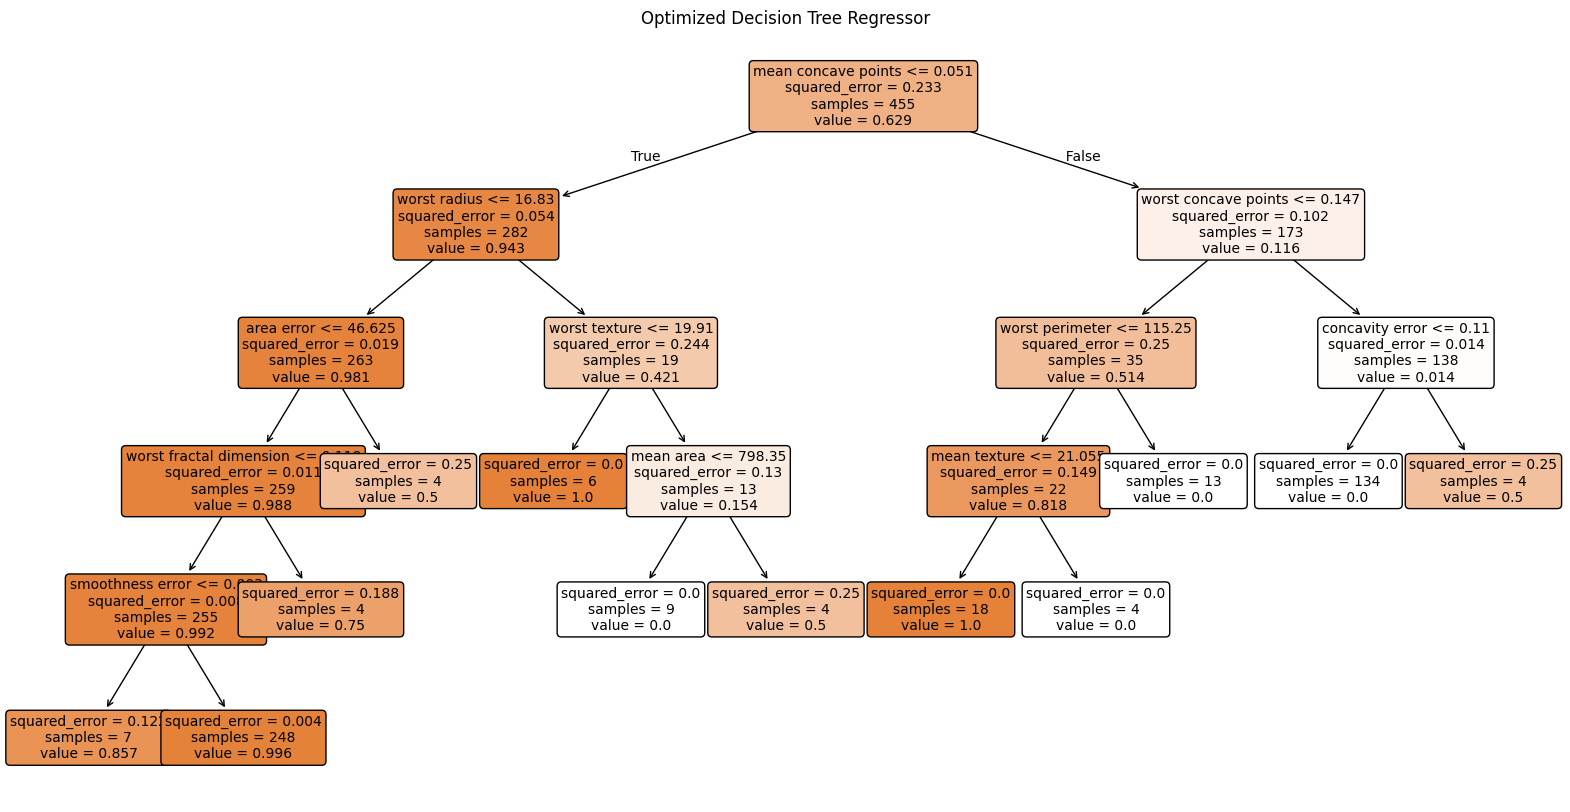 Optimized Decision Tree Regressor
mean concave points <= 0.051
squared_error = 0.233
samples = 455
value = 0.629
True
False
worst radius <= 16.83
squared_error = 0.054
samples = 282
value = 0.943
worst concave points <= 0.147
squared_error = 0.102
samples = 173
value = 0.116
area error <= 46.625
squared_error = 0.019
samples = 263
value = 0.981
worst texture <= 19.91
squared_error = 0.244
samples = 19
value = 0.421
worst perimeter <= 115.25
squared_error = 0.25
samples = 35
value = 0.514
concavity error <= 0.11
squared_error = 0.014
samples = 138
value = 0.014
worst fractal dimension <=
squared_error = 0.011
samples = 259
value = 0.988
squared_error = 0.25
samples = 4
value = 0.5
squared_error = 0.0
samples = 6
value = 1.0
mean area <= 798.35
squared_error = 0.13
samples = 13
value = 0.154
mean texture <= 21.055
squared_error = 0.149
samples = 22
value = 0.818
squared_error = 0.0
samples = 13
value = 0.0
squared_error = 0.0
samples = 134
value = 0.0
squared_error = 0.25
samples = 4
value = 0.5
smoothness error <=
squared_error =
samples = 255
value = 0.992
squared_error = 0.188
samples = 4
value = 0.75
squared_error = 0.0
samples = 9
value = 0.0
squared_error = 0.25
samples = 4
value = 0.5
squared_error = 0.0
samples = 18
value = 1.0
squared_error = 0.0
samples = 4
value = 0.0
squared_error =
samples = 7
value = 0.857
squared_error = 0.004
samples = 248
value = 0.996